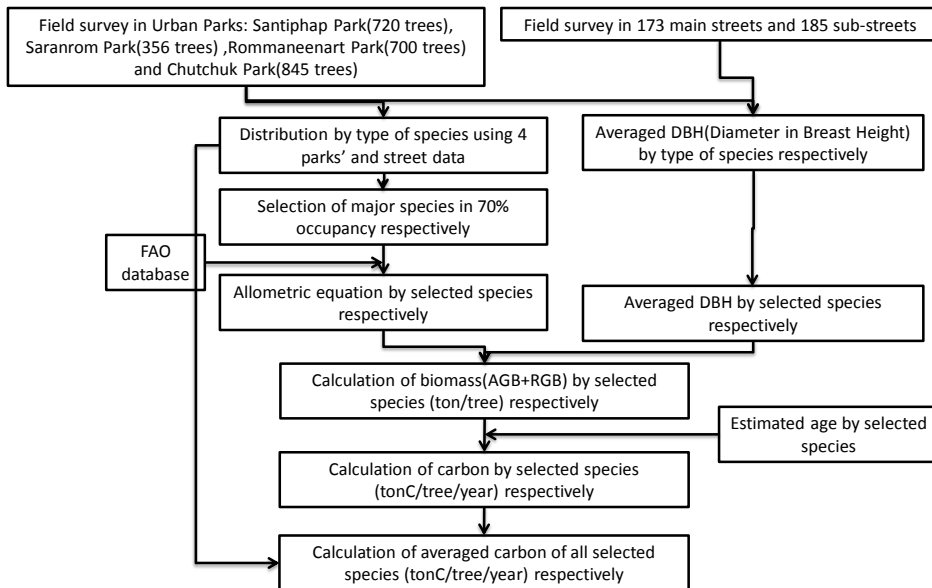 Field survey in Urban Parks: Santiphap Park(720 trees),
Saranrom Park(356 trees) ,Rommaneenart Park(700 trees)
and Chutchuk Park(845 trees)
Field survey in 173 main streets and 185 sub-streets
Distribution by type of species using 4
parks' and street data
Averaged DBH(Diameter in Breast Height)
by type of species respectively
Selection of major species in 70%
occupancy respectively
FAO
database
Allometric equation by selected species
respectively
Averaged DBH by selected species
respectively
Calculation of biomass(AGB+RGB) by selected
species (ton/tree) respectively
Estimated age by selected
species
Calculation of carbon by selected species
(tonC/tree/year) respectively
Calculation of averaged carbon of all selected
species (tonC/tree/year) respectively